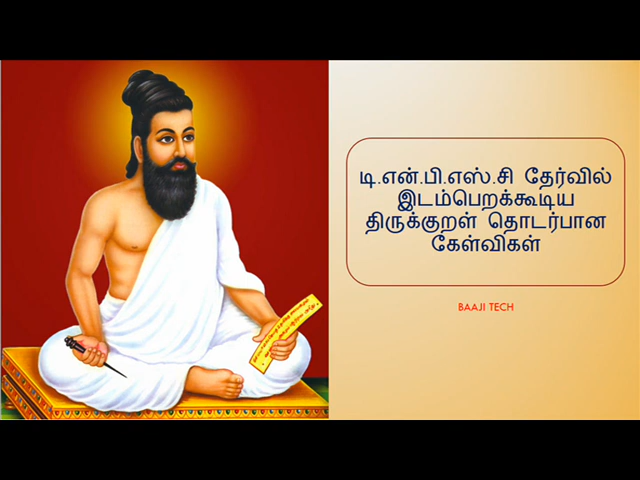 டி.என்.பி.எஸ்.சி தேர்வில்
இடம்பெறக்கூடிய
திருக்குறள் தொடர்பான
கேள்விகள்
BAAJI TECH